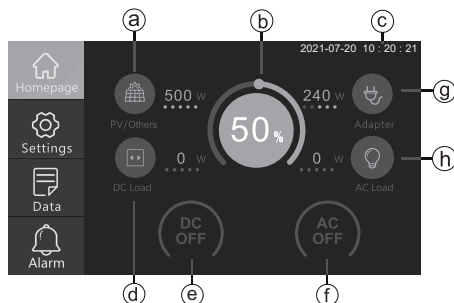 ⓐ ⓑ ⓒ
2021-07-20 10 : 20 : 21
Homepage
500 W
240 W
ⓖ
PV/Others
Adapter
50 %
Settings
0 W
0 W
ⓗ
DC Load
AC Load
Data
DC
OFF
AC
OFF
Alarm
ⓓ ⓔ ⓕ